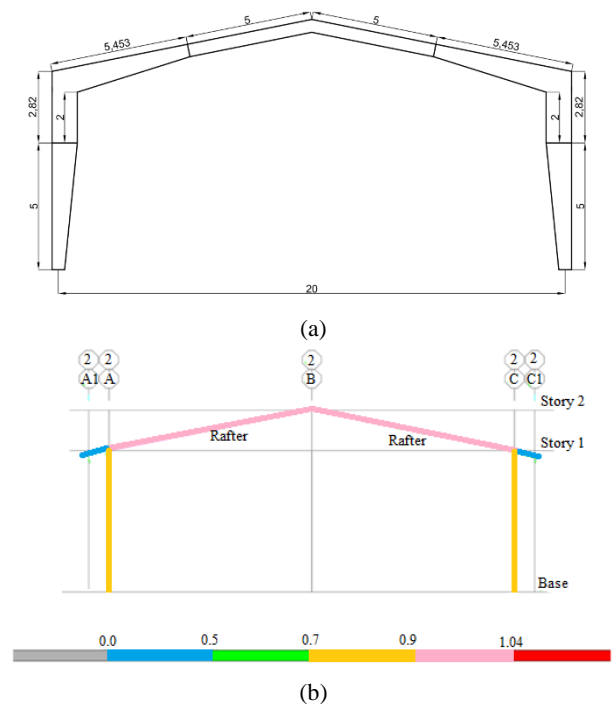 5 5
5,453 5,453
2,82 2 2 2,82
5 5
20
(a)
2 2 2 2 2
A1 A B C C1
Story 2
Rafter Rafter
Story 1
Base
0.0 0.5 0.7 0.9 1.04
(b)